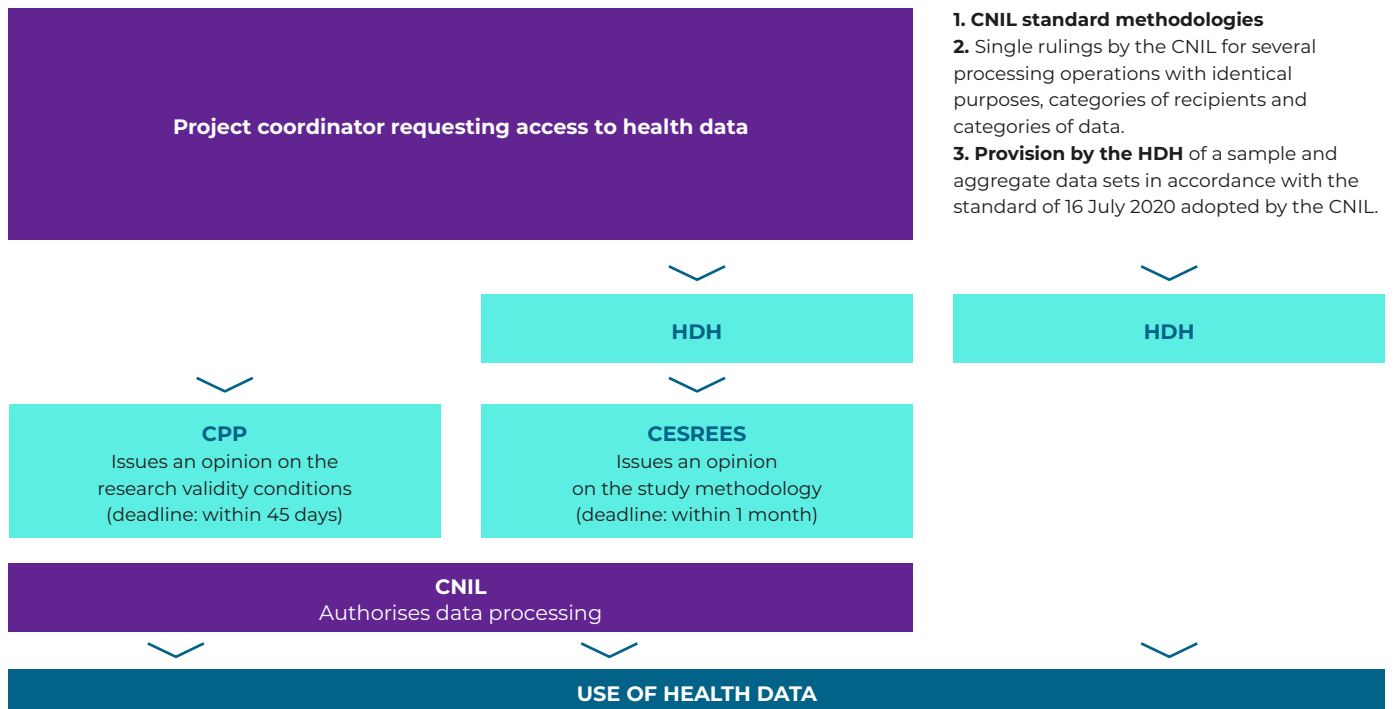 Project coordinator requesting access to health data
1. CNIL standard methodologies
2. Single rulings by the CNIL for several
processing operations with identical
purposes, categories of recipients and
categories of data.
3. Provision by the HDH of a sample and
aggregate data sets in accordance with the
standard of 16 July 2020 adopted by the CNIL.
HDH
HDH
CPP
Issues an opinion on the
research validity conditions
(deadline: within 45 days)
CESREES
Issues an opinion
on the study methodology
(deadline: within 1 month)
CNIL
Authorises data processing
USE OF HEALTH DATA